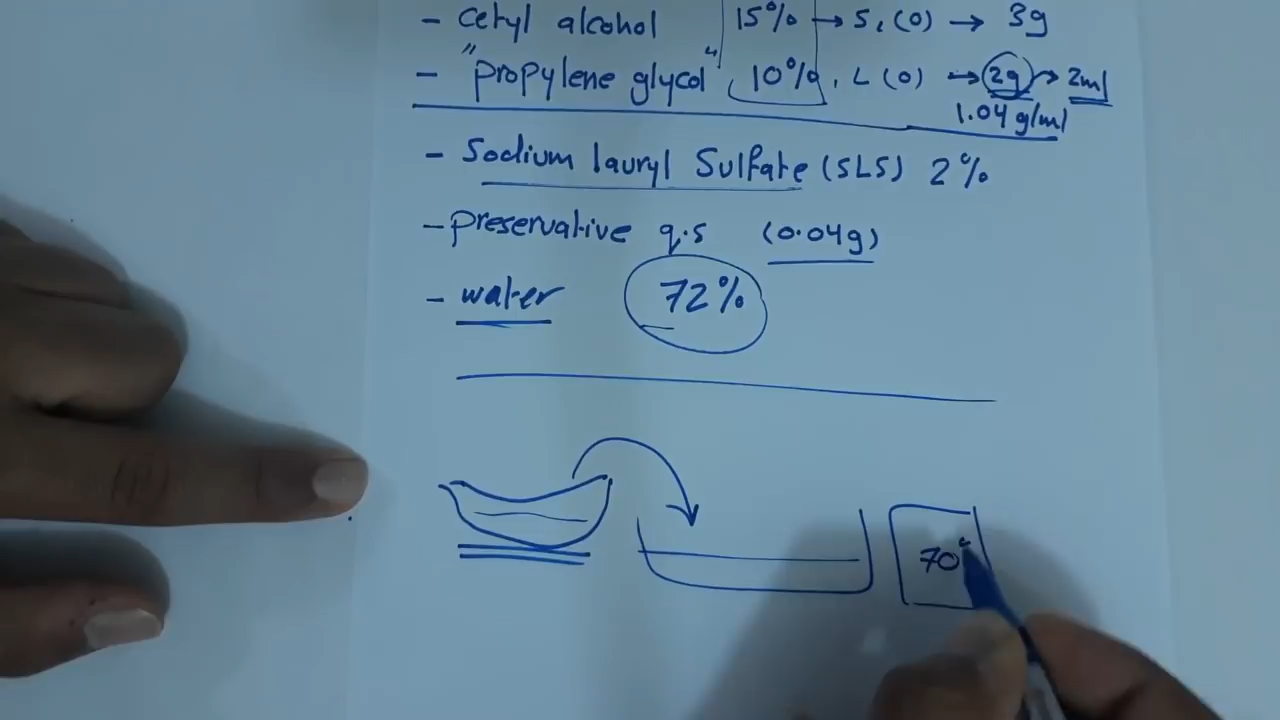 - Cetyl alcohol 15% → S, (O) → 3g
- "propylene glycol" 10%, L (O) → 2g → 2ml
1.04 g/ml
- Sodium lauryl Sulfate (SLS) 2%
- preservative q.s (0.04g)
- water 72%
70°